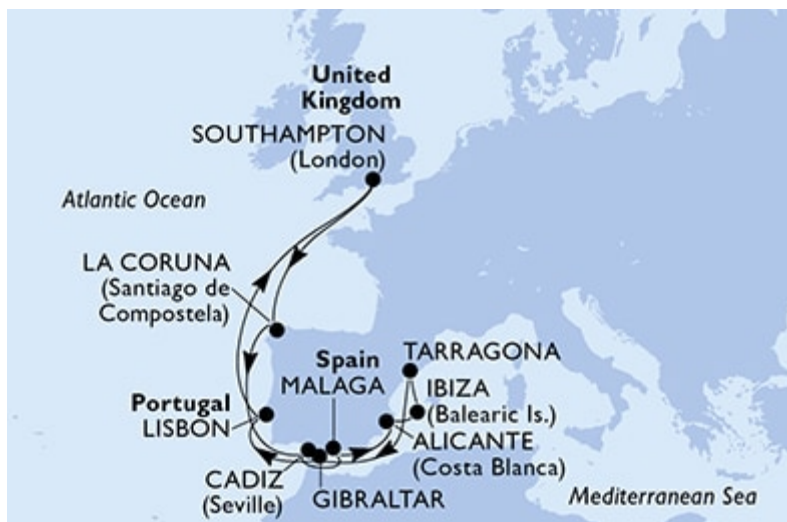 United
Kingdom
SOUTHAMPTON
(London)
Atlantic Ocean
LA CORUNA
(Santiago de
Compostela)
Spain
MALAGA
TARRAGONA
IBIZA
(Balearic Is.)
Portugal
LISBON
ALICANTE
(Costa Blanca)
CADIZ
(Seville)
GIBRALTAR
Mediterranean Sea